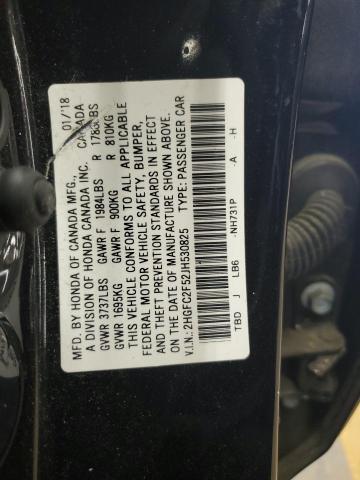 MFD. BY HONDA OF CANADA MFG., 01/18
A DIVISION OF HONDA CANADA INC. CANADA
GVWR 3737LBS GAWR F 1984LBS R 1786LBS
GVWR 1695KG GAWR F 900KG R 810KG
THIS VEHICLE CONFORMS TO ALL APPLICABLE
FEDERAL MOTOR VEHICLE SAFETY, BUMPER,
AND THEFT PREVENTION STANDARDS IN EFFECT
ON THE DATE OF MANUFACTURE SHOWN ABOVE.
V.I.N.:2HGFC2F52JH530825 TYPE: PASSENGER CAR
TBD J LB6 -NH731P -A -H